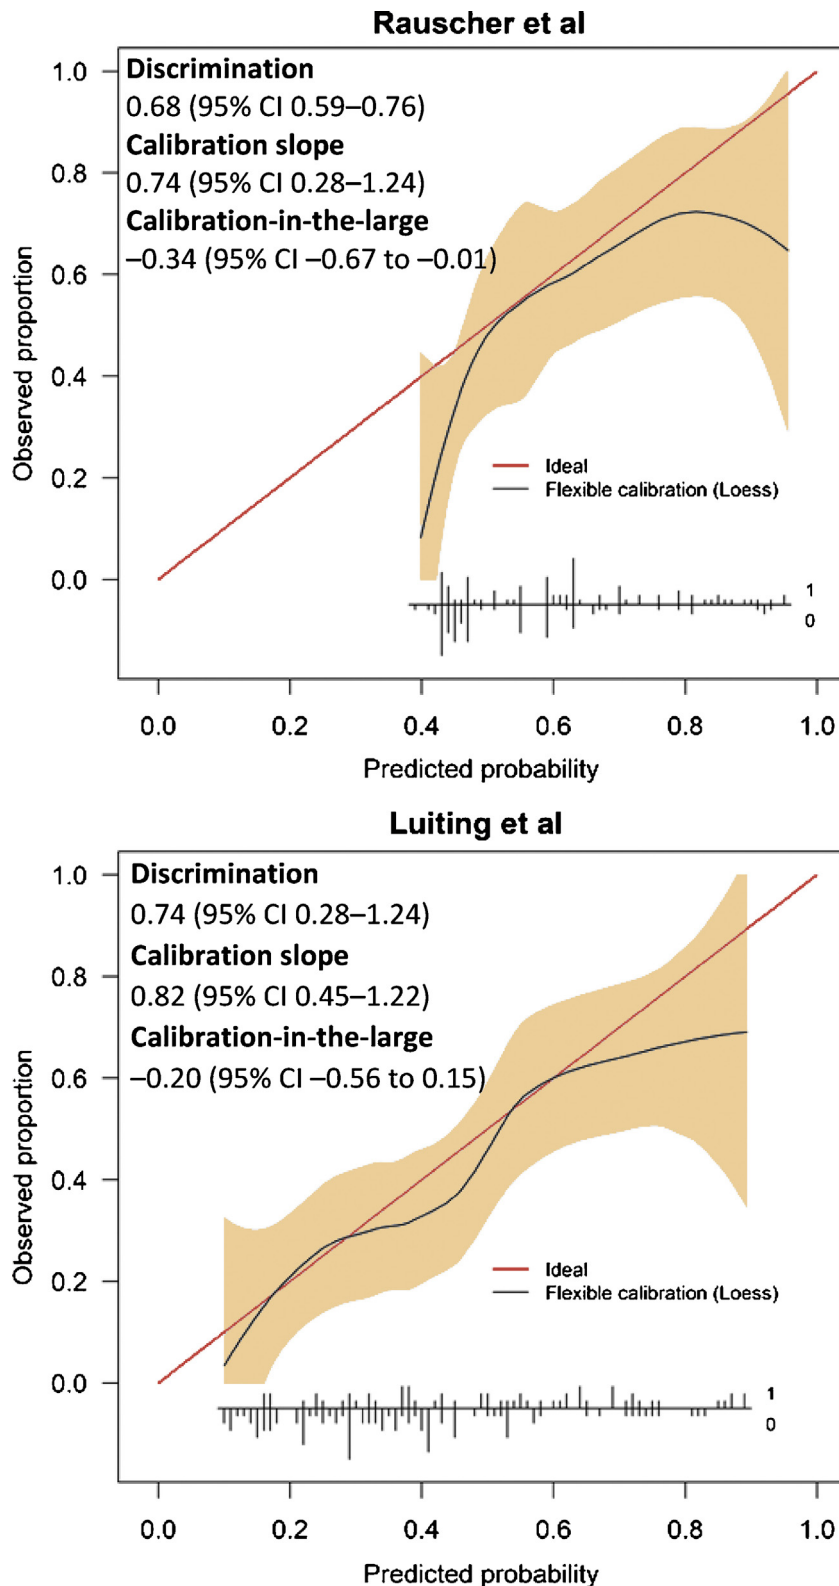 Rauscher et al
Discrimination
0.68 (95% CI 0.59–0.76)
Calibration slope
0.74 (95% CI 0.28–1.24)
Calibration-in-the-large
–0.34 (95% CI –0.67 to –0.01)
1.0
0.8
0.6
0.4
0.2
0.0
Observed proportion
Ideal
Flexible calibration (Loess)
1
0
0.0 0.2 0.4 0.6 0.8 1.0
Predicted probability
Luiting et al
Discrimination
0.74 (95% CI 0.28–1.24)
Calibration slope
0.82 (95% CI 0.45–1.22)
Calibration-in-the-large
–0.20 (95% CI –0.56 to 0.15)
1.0
0.8
0.6
0.4
0.2
0.0
Observed proportion
Ideal
Flexible calibration (Loess)
1
0
0.0 0.2 0.4 0.6 0.8 1.0
Predicted probability